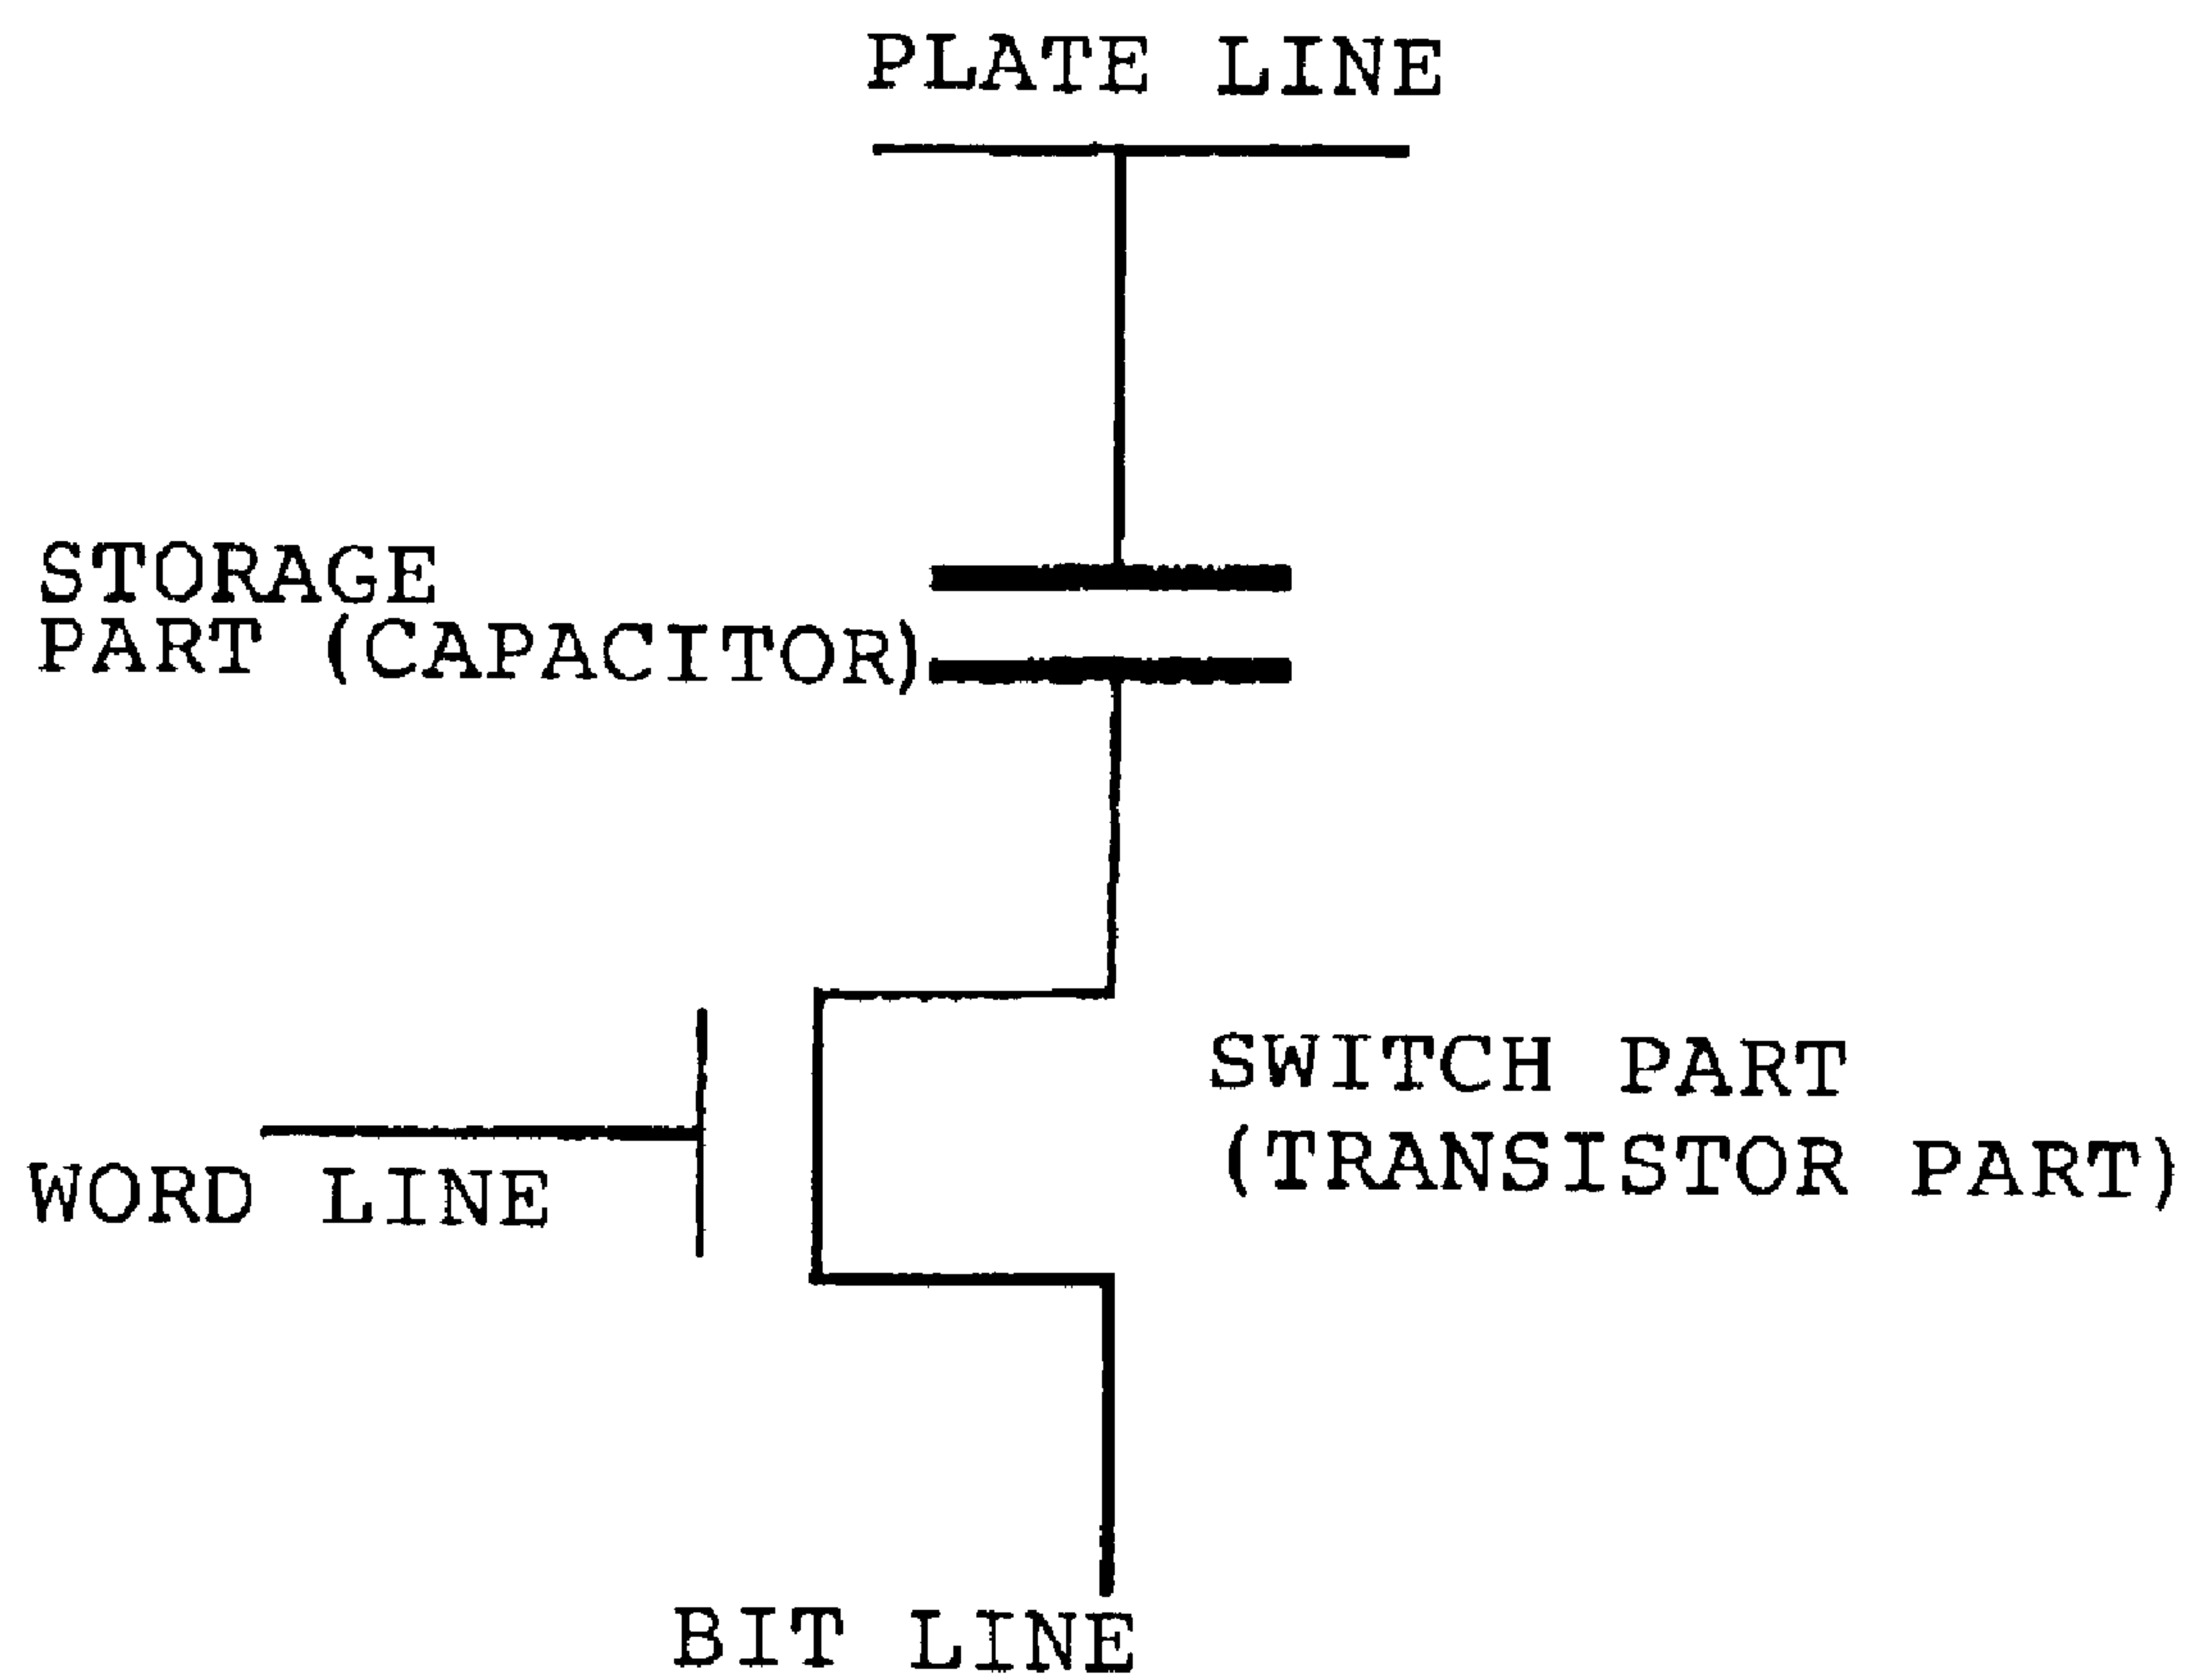 PLATE LINE
STORAGE
PART (CAPACITOR)
SWITCH PART
(TRANSISTOR PART)
WORD LINE
BIT LINE